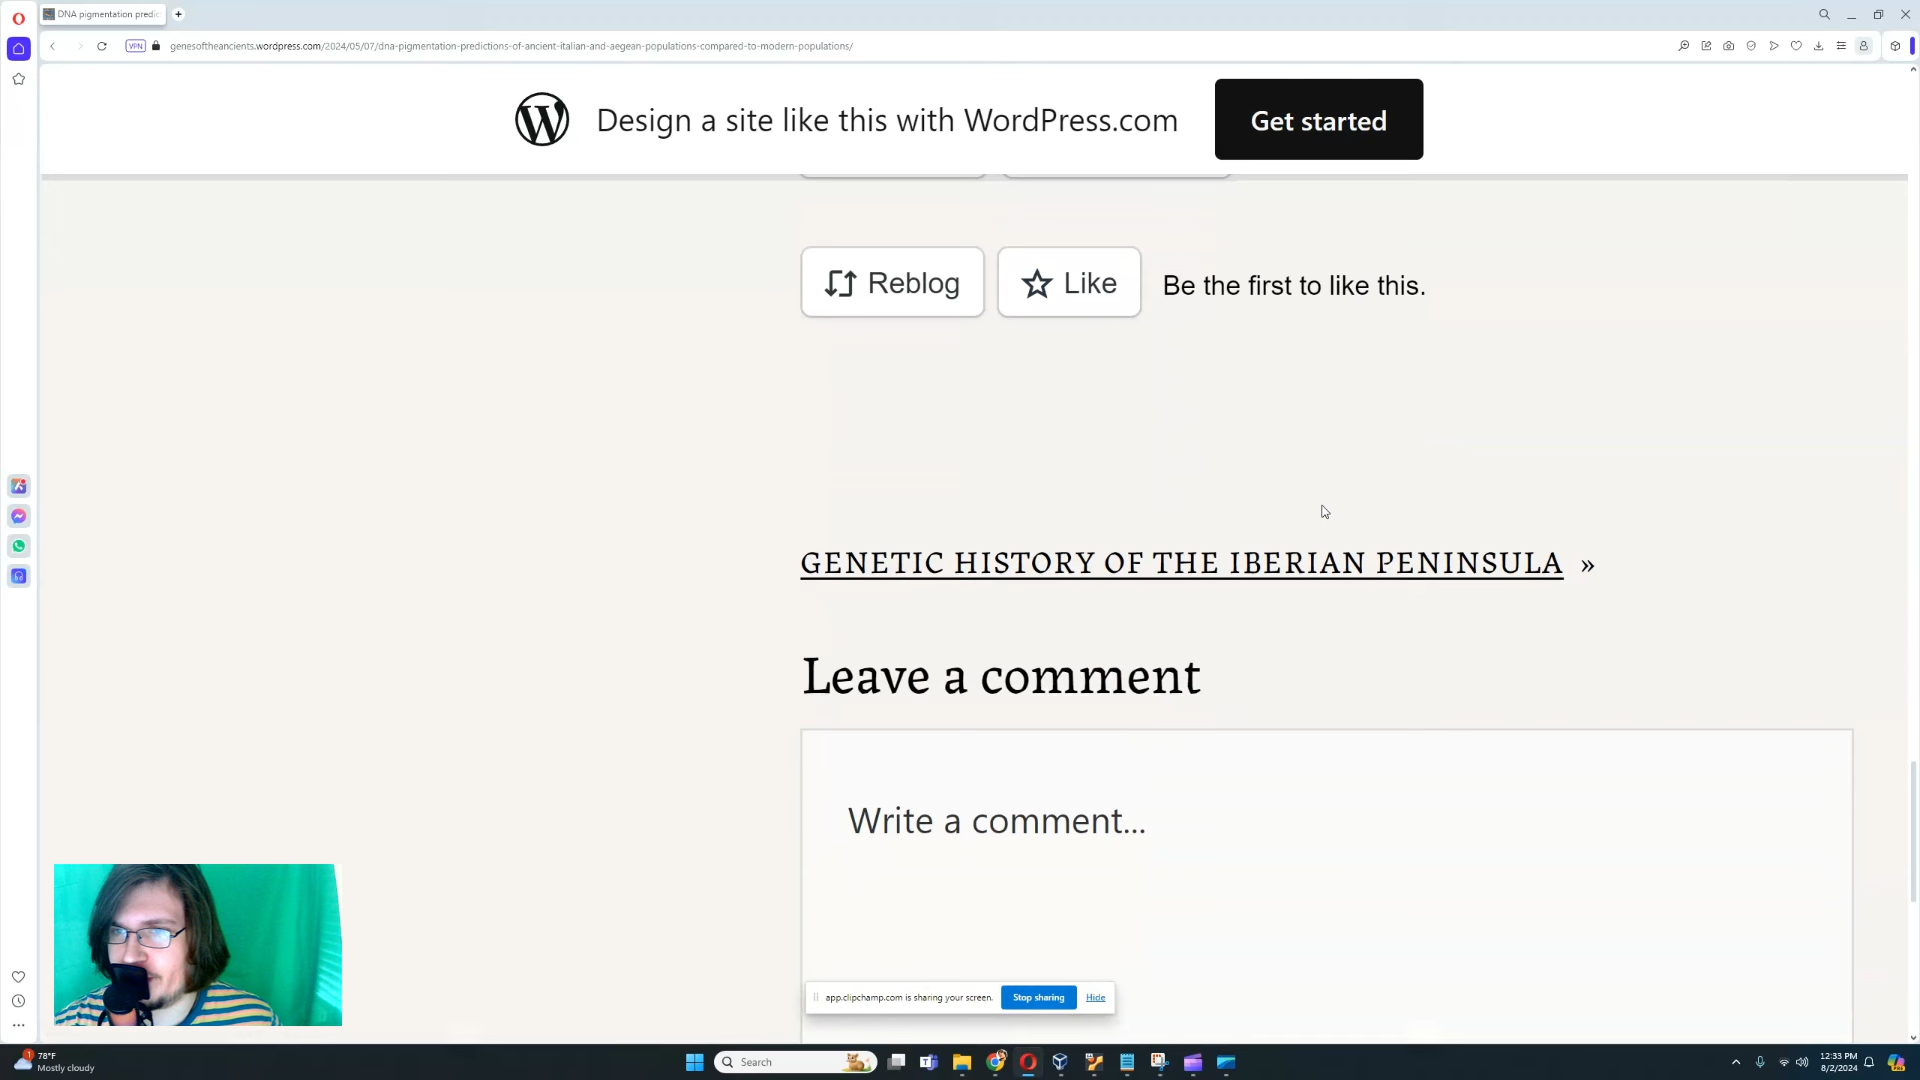 DNA pigmentation predic
genesoftheancients.wordpress.com/2024/05/07/dna-pigmentation-predictions-of-ancient-italian-and-aegean-populations-compared-to-modern-populations/
VPN
Design a site like this with WordPress.com
Get started
Reblog
Like
Be the first to like this.
GENETIC HISTORY OF THE IBERIAN PENINSULA »
Leave a comment
Write a comment...
app.clipchamp.com is sharing your screen.
Stop sharing
Hide
1
78°F
Mostly cloudy
Search
12:33 PM
8/2/2024